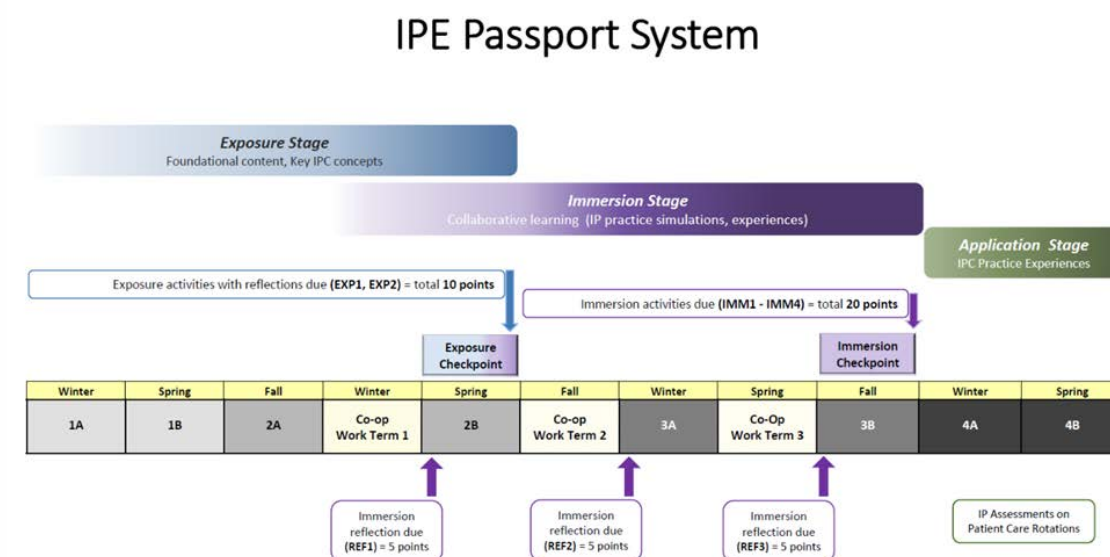 IPE Passport System
Exposure Stage
Foundational content, Key IPC concepts
Immersion Stage
Collaborative learning (IP practice simulations, experiences)
Application Stage
IPC Practice Experiences
Exposure activities with reflections due (EXP1, EXP2) = total 10 points
Immersion activities due (IMM1 - IMM4) = total 20 points
Exposure
Checkpoint
Immersion
Checkpoint
Winter Spring Fall Winter Spring Fall Winter Spring Fall Winter Spring
1A 1B 2A Co-op Work Term 1 2B Co-op Work Term 2 3A Co-Op Work Term 3 3B 4A 4B
Immersion
reflection due
(REF1) = 5 points
Immersion
reflection due
(REF2) = 5 points
Immersion
reflection due
(REF3) = 5 points
IP Assessments on
Patient Care Rotations